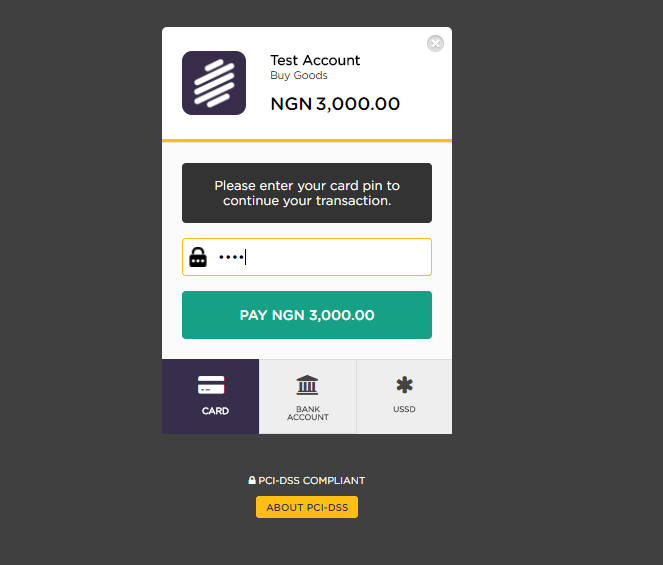 Test Account
Buy Goods
NGN 3,000.00
Please enter your card pin to
continue your transaction.
••••
PAY NGN 3,000.00
CARD
BANK
ACCOUNT
USSD
PCI-DSS COMPLIANT
ABOUT PCI-DSS